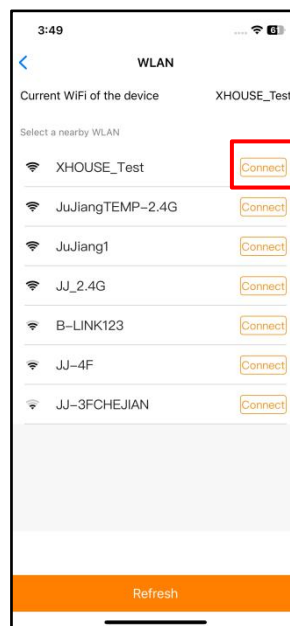 3:49 .... 61
WLAN
Current WiFi of the device XHOUSE_Test
Select a nearby WLAN
XHOUSE_Test Connect
JuJiangTEMP-2.4G Connect
JuJiang1 Connect
JJ_2.4G Connect
B-LINK123 Connect
JJ-4F Connect
JJ-3FCHEJIAN Connect
Refresh